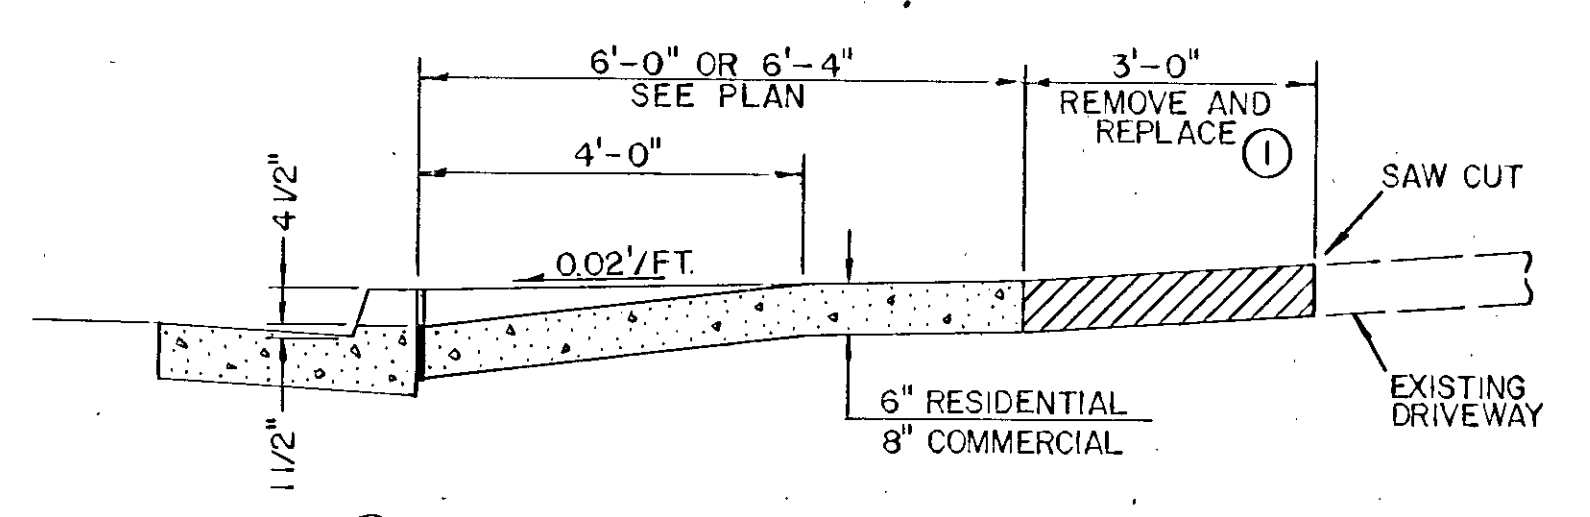 6'-0" OR 6'-4"
SEE PLAN
3'-0"
REMOVE AND
REPLACE 1
4'-0"
4 1/2"
SAW CUT
0.02'/FT.
6" RESIDENTIAL
8" COMMERCIAL
EXISTING
DRIVEWAY
1 1/2"